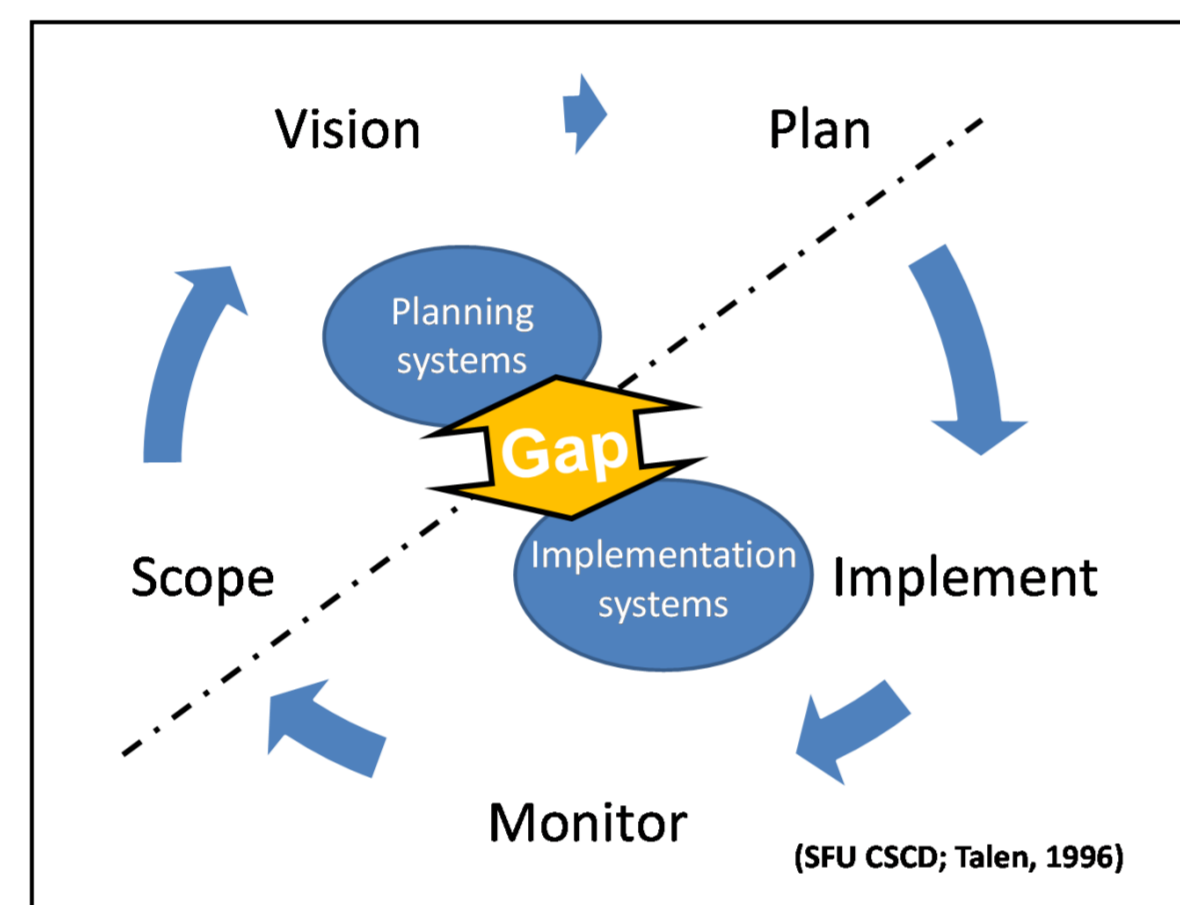 Vision
Plan
Planning
systems
Gap
Scope
Implementation
systems
Implement
Monitor
(SFU CSCD; Talen, 1996)